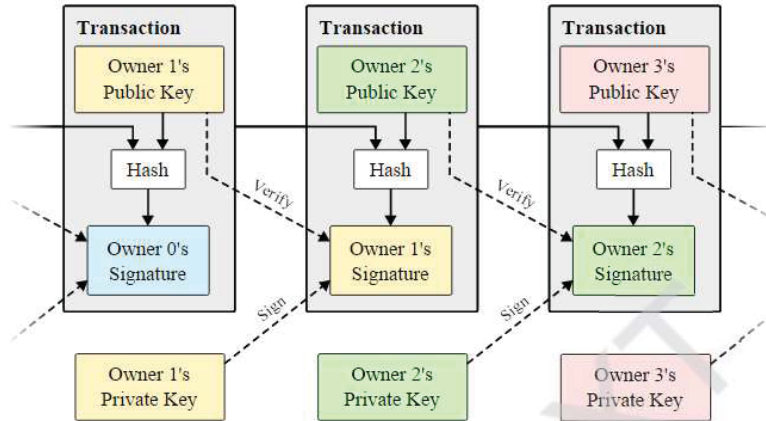 Transaction
Owner 1's
Public Key
Hash
Owner 0's
Signature
Transaction
Owner 2's
Public Key
Hash
Verify
Owner 1's
Signature
Sign
Transaction
Owner 3's
Public Key
Hash
Verify
Owner 2's
Signature
Sign
Owner 1's
Private Key
Owner 2's
Private Key
Owner 3's
Private Key